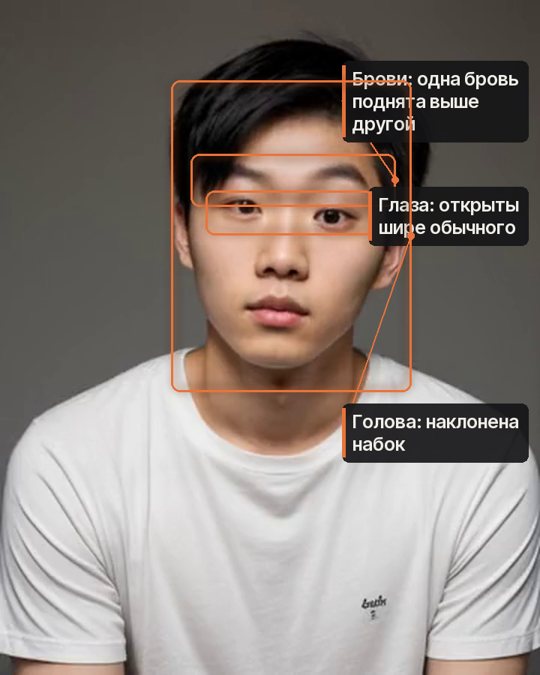 Брови: одна бровь
поднята выше
другой
Глаза: открыты
шире обычного
Голова: наклонена
набок